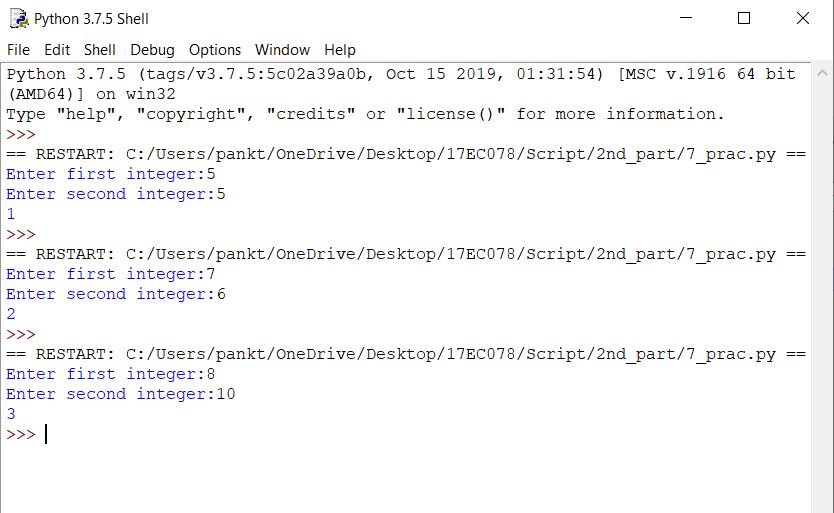 Python 3.7.5 Shell
File Edit Shell Debug Options Window Help
Python 3.7.5 (tags/v3.7.5:5c02a39a0b, Oct 15 2019, 01:31:54) [MSC v.1916 64 bit
(AMD64)] on win32
Type "help", "copyright", "credits" or "license()" for more information.
>>>
== RESTART: C:/Users/pankt/OneDrive/Desktop/17EC078/Script/2nd_part/7_prac.py ==
Enter first integer:5
Enter second integer:5
1
>>>
== RESTART: C:/Users/pankt/OneDrive/Desktop/17EC078/Script/2nd_part/7_prac.py ==
Enter first integer:7
Enter second integer:6
2
>>>
== RESTART: C:/Users/pankt/OneDrive/Desktop/17EC078/Script/2nd_part/7_prac.py ==
Enter first integer:8
Enter second integer:10
3
>>>